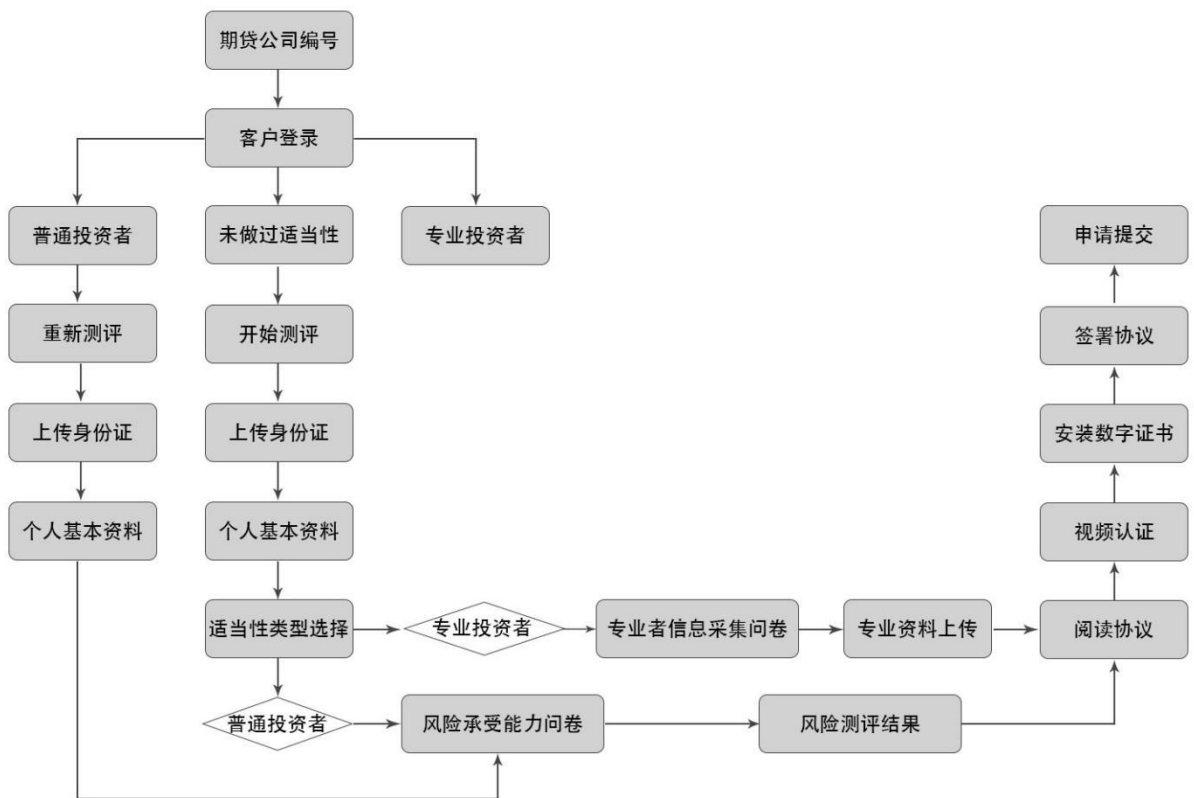 期货公司编号
客户登录
普通投资者
未做过适当性
专业投资者
申请提交
重新测评
开始测评
签署协议
上传身份证
上传身份证
安装数字证书
个人基本资料
个人基本资料
视频认证
适当性类型选择
专业投资者
专业者信息采集问卷
专业资料上传
阅读协议
普通投资者
风险承受能力问卷
风险测评结果